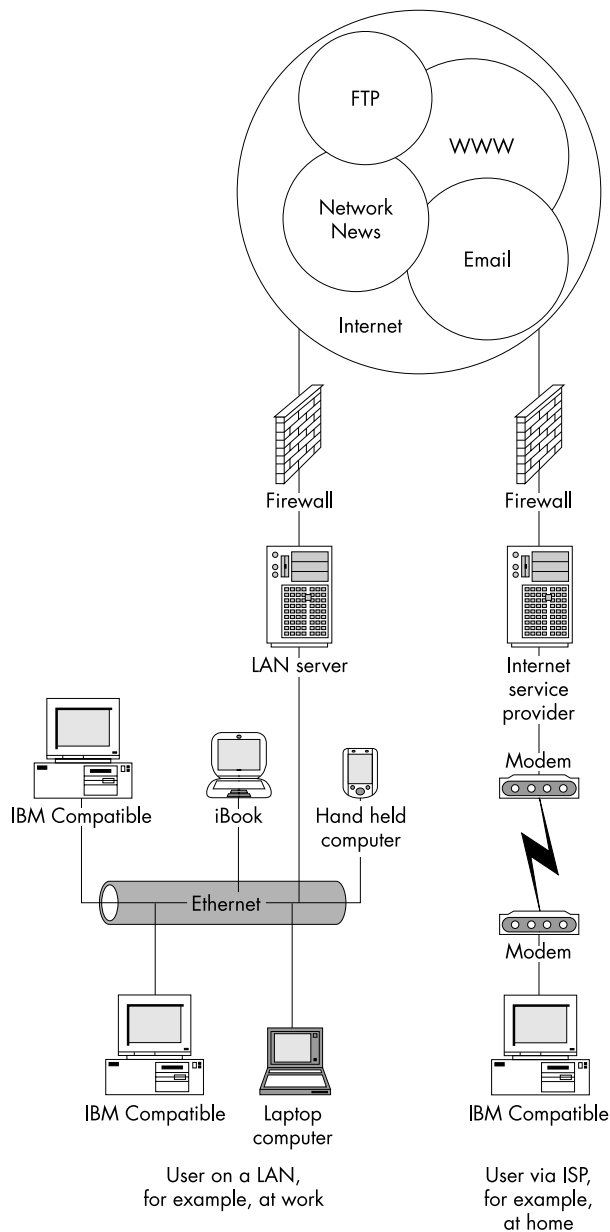 FTP
WWW
Network
News
Email
Internet
Firewall
Firewall
LAN server
Internet
service
provider
Modem
IBM Compatible
iBook
Hand held
computer
Ethernet
Modem
IBM Compatible
Laptop
computer
IBM Compatible
User on a LAN,
for example, at work
User via ISP,
for example,
at home